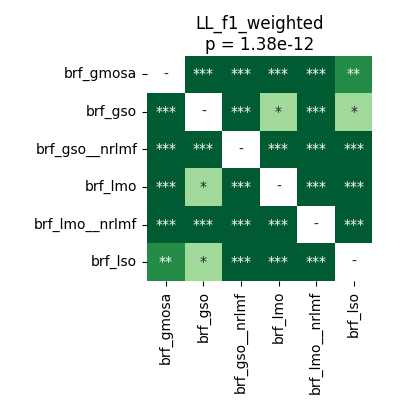 LL_f1_weighted
p = 1.38e-12
brf_gmosa - *** *** *** *** **
brf_gso *** - *** * *** *
brf_gso__nrlmf *** *** - *** *** ***
brf_lmo *** * *** - *** ***
brf_lmo__nrlmf *** *** *** *** - ***
brf_lso ** * *** *** *** -
brf_gmosa
brf_gso
brf_gso__nrlmf
brf_lmo
brf_lmo__nrlmf
brf_lso